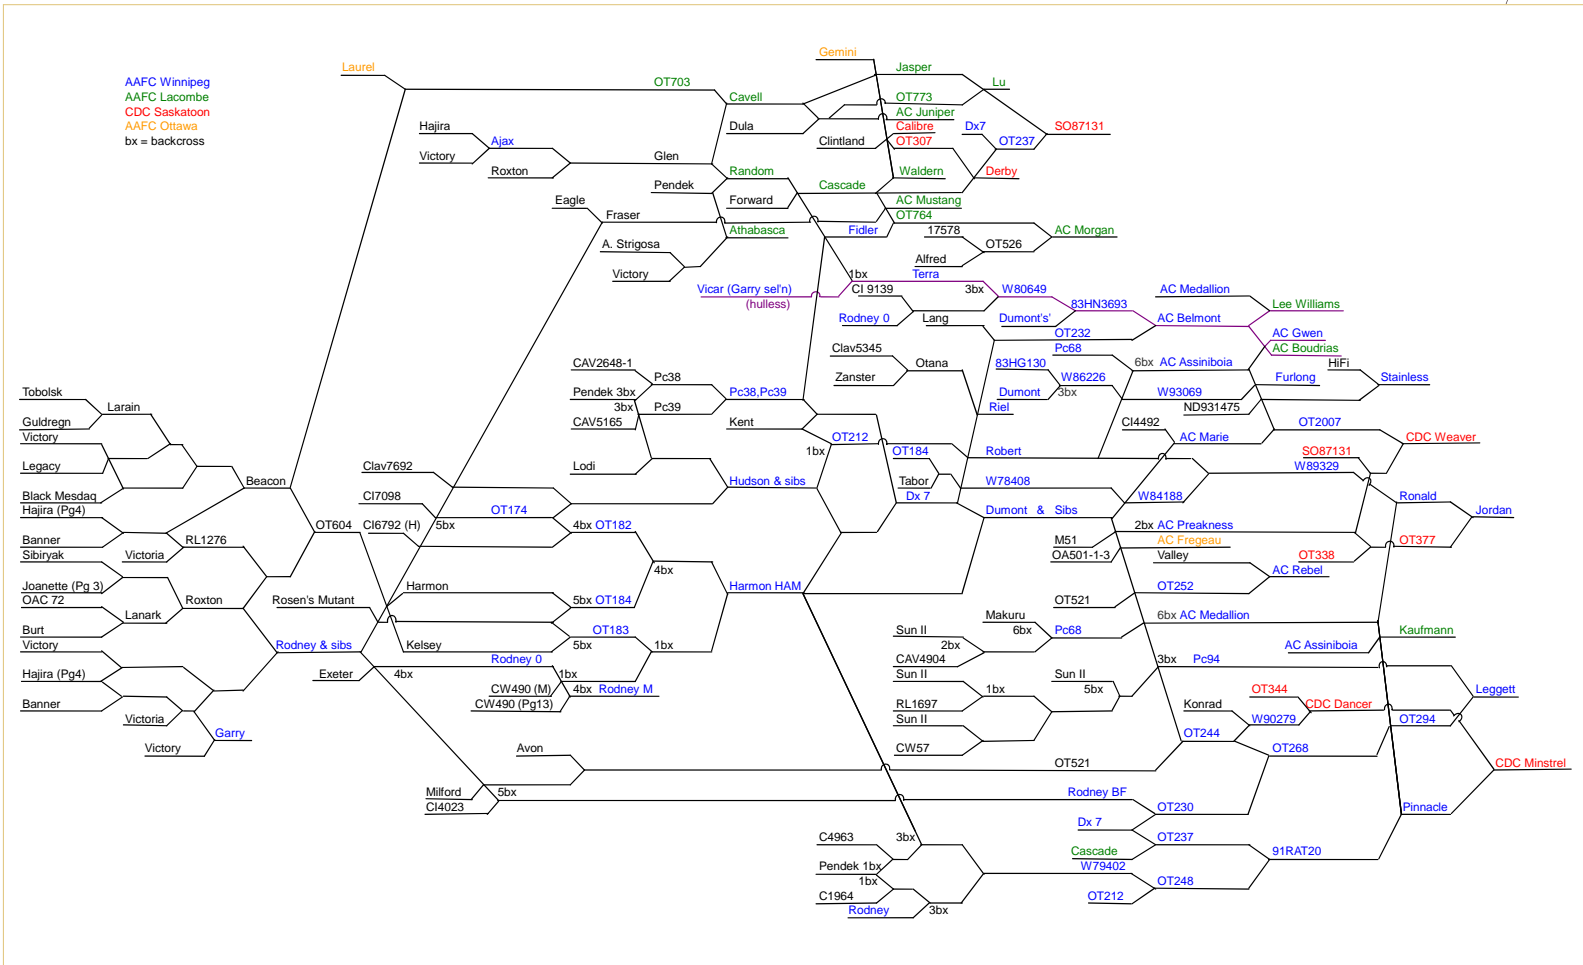 Gemini
Laurel
Jasper
AAFC Winnipeg
OT703
Lu
AAFC Lacombe
Cavell
OT773
CDC Saskatoon
AC Juniper
AAFC Ottawa
Hajira
Dula
Calibre
Dx7
SO87131
bx = backcross
Ajax
Clintland
OT307
OT237
Victory
Glen
Roxton
Random
Waldern
Derby
Pendek
Cascade
Eagle
Forward
AC Mustang
Fraser
OT764
Athabasca
Fidler
17578
AC Morgan
A. Strigosa
OT526
Alfred
Victory
1bx
Terra
Vicar (Garry sel'n)
CI 9139
3bx
W80649
AC Medallion
(hulless)
83HN3693
Lee Williams
Rodney 0
Lang
Dumont's'
AC Belmont
OT232
AC Gwen
Clav5345
Pc68
AC Boudrias
CAV2648-1
Otana
83HG130
6bx
AC Assiniboia
HiFi
Pc38
Zanster
W86226
Furlong
Stainless
Tobolsk
Pendek 3bx
Pc38,Pc39
Dumont
3bx
W93069
Larain
3bx
Pc39
Riel
ND931475
Guldregn
CAV5165
Kent
CI4492
OT2007
Victory
OT212
AC Marie
CDC Weaver
1bx
OT184
Robert
SO87131
Legacy
Clav7692
Lodi
W89329
Beacon
Hudson & sibs
Tabor
W78408
Black Mesdaq
CI7098
Dx 7
W84188
Ronald
Hajira (Pg4)
OT174
Dumont & Sibs
Jordan
OT604
CI6792 (H)
5bx
4bx OT182
2bx AC Preakness
Banner
RL1276
M51
AC Fregeau
OT377
Sibiryak
Victoria
OA501-1-3
Valley
OT338
4bx
AC Rebel
Joanette (Pg 3)
Harmon
Harmon HAM
OT252
OAC 72
Roxton
Rosen's Mutant
5bx OT184
OT521
Lanark
Makuru
6bx AC Medallion
Burt
OT183
Sun II
6bx
Pc68
Kaufmann
Victory
Rodney & sibs
Kelsey
5bx
1bx
2bx
AC Assiniboia
Rodney 0
CAV4904
3bx Pc94
Hajira (Pg4)
Exeter
4bx
1bx
Sun II
Sun II
CW490 (M)
4bx Rodney M
1bx
5bx
OT344
Leggett
Banner
CW490 (Pg13)
RL1697
Konrad
CDC Dancer
Victoria
Sun II
W90279
OT294
Garry
OT244
Victory
Avon
CW57
OT268
OT521
CDC Minstrel
Milford
5bx
Rodney BF
CI4023
OT230
Pinnacle
Dx 7
C4963
3bx
OT237
Cascade
91RAT20
Pendek 1bx
W79402
1bx
OT248
C1964
OT212
Rodney
3bx